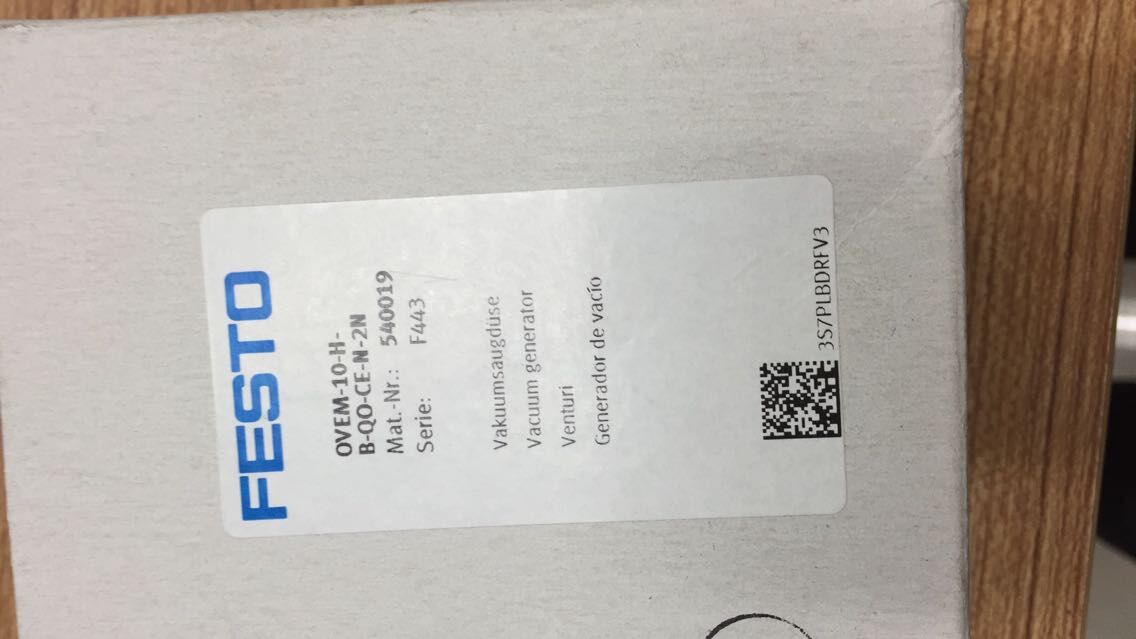 FESTO
OVEM-10-H-
B-QO-CE-N-2N
Mat.-Nr.: 540019
Serie: F443
Vakuumsaugdüse
Vacuum generator
Venturi
Generador de vacío
3S7PLBDRFV3